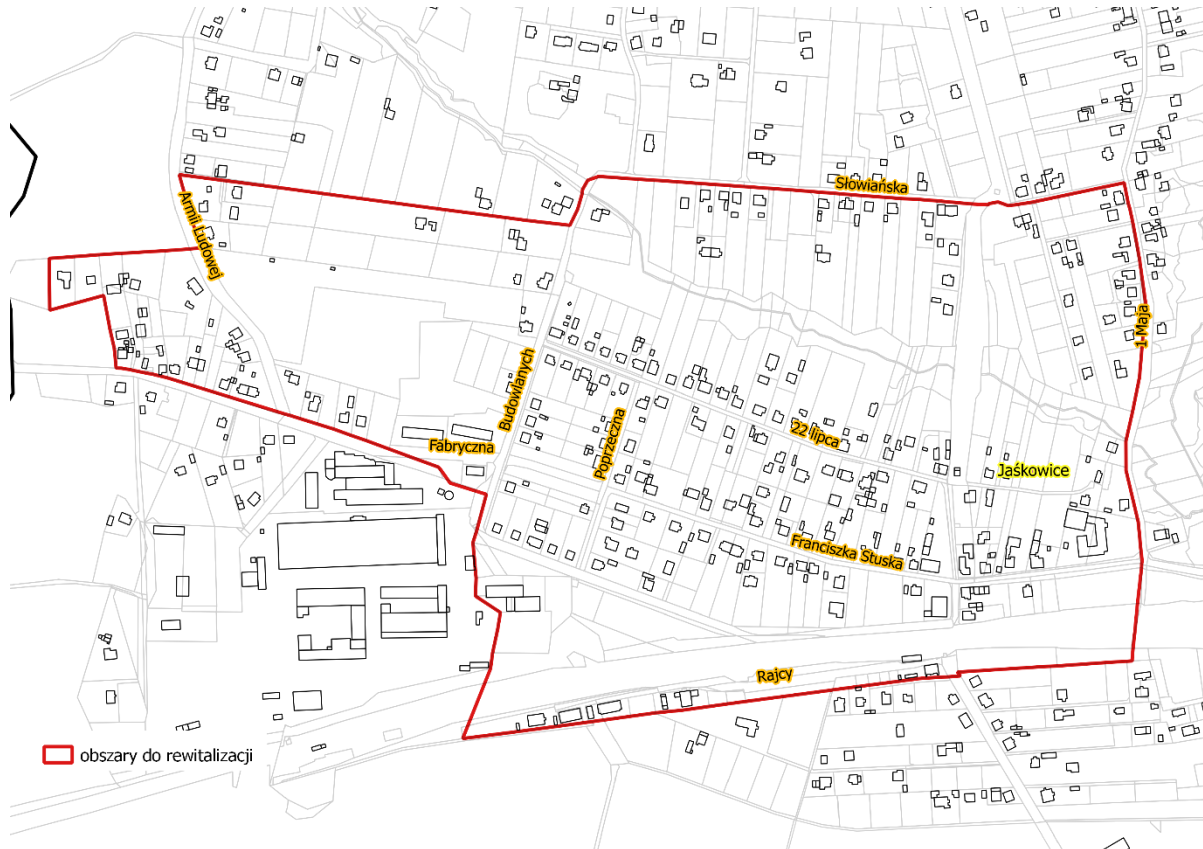 Słowiańska
Armii Ludowej
1 Maja
Budowlanych
Poprzeczna
22 lipca
Fabryczna
Jaśkowice
Franciszka Stuska
Rajcy
obszary do rewitalizacji